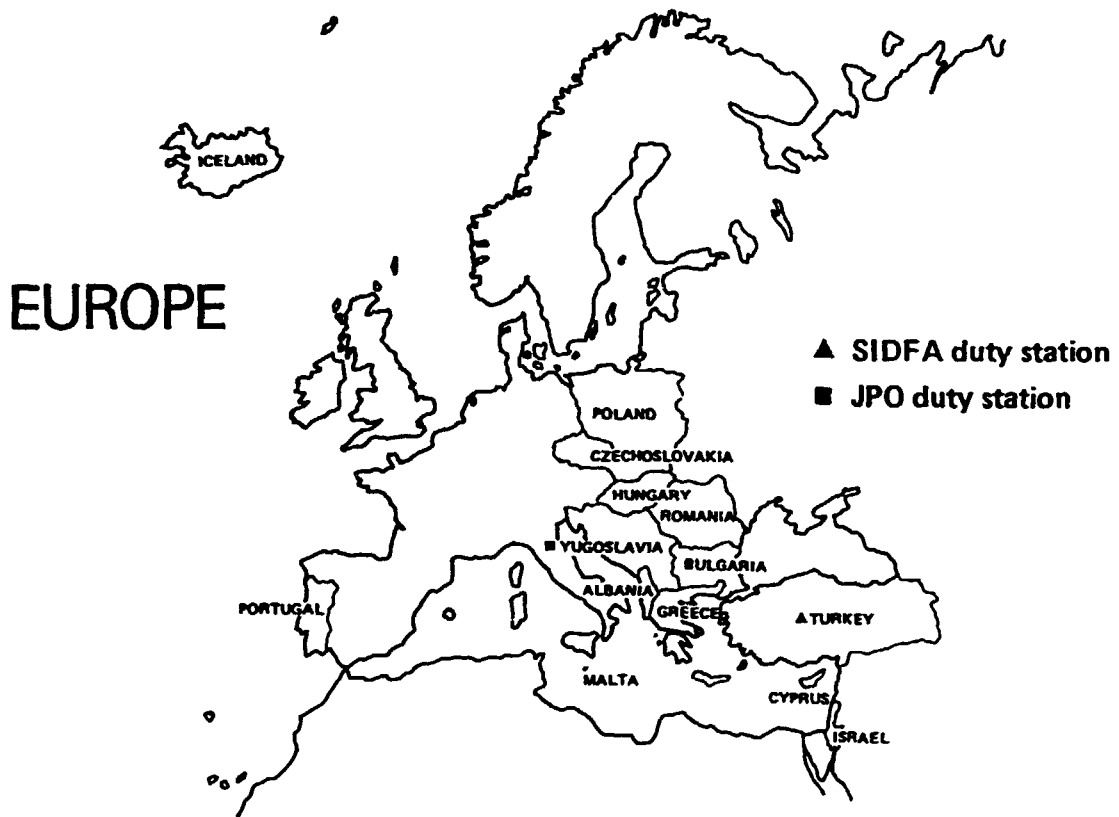 ICELAND
EUROPE
▲ SIDFA duty station
■ JPO duty station
POLAND
CZECHOSLOVAKIA
HUNGARY
ROMANIA
■ YUGOSLAVIA
■BULGARIA
ALBANIA
PORTUGAL
GREECE
▲TURKEY
MALTA
CYPRUS
ISRAEL